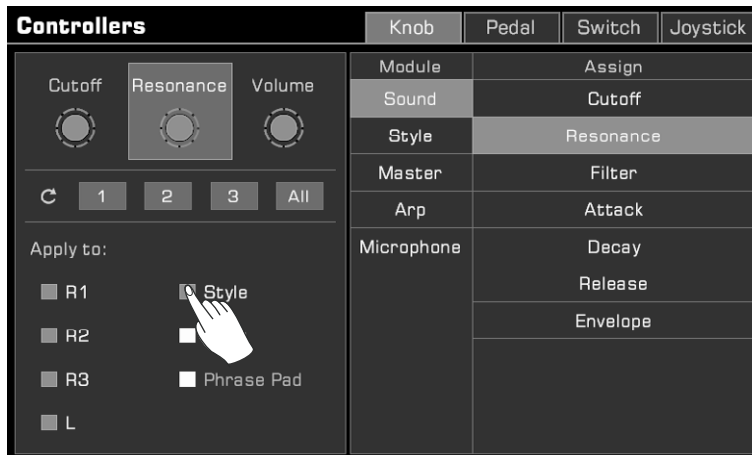 Controllers
Knob Pedal Switch Joystick
Cutoff Resonance Volume
1 2 3 All
Apply to:
R1 Style
R2
R3 Phrase Pad
L
Module Assign
Sound Cutoff
Style Resonance
Master Filter
Arp Attack
Microphone Decay
Release
Envelope